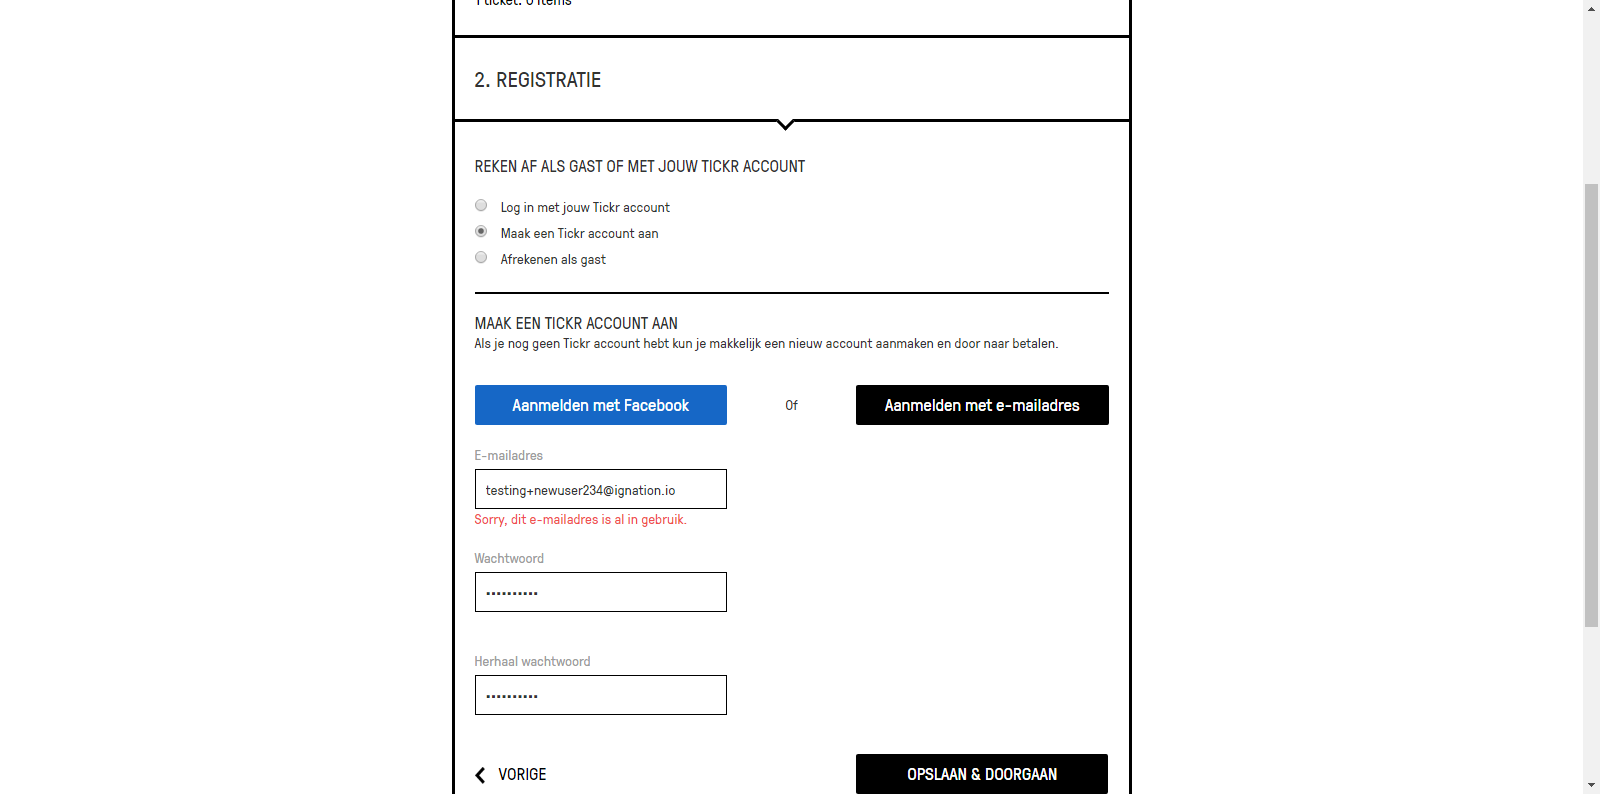 1 ticket: 0 items
2. REGISTRATIE
REKEN AF ALS GAST OF MET JOUW TICKR ACCOUNT
Log in met jouw Tickr account
Maak een Tickr account aan
Afrekenen als gast
MAAK EEN TICKR ACCOUNT AAN
Als je nog geen Tickr account hebt kun je makkelijk een nieuw account aanmaken en door naar betalen.
Aanmelden met Facebook
Of
Aanmelden met e-mailadres
E-mailadres
testing+newuser234@ignation.io
Sorry, dit e-mailadres is al in gebruik.
Wachtwoord
Herhaal wachtwoord
VORIGE
OPSLAAN & DOORGAAN